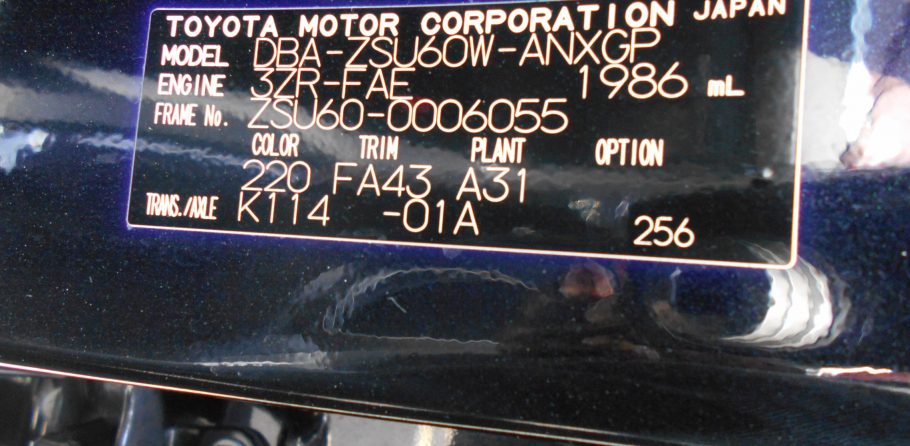 TOYOTA MOTOR CORPORATION JAPAN
MODEL DBA-ZSU60W-ANXGP
ENGINE 3ZR-FAE 1986 mL
FRAME No. ZSU60-0006055
COLOR TRIM PLANT OPTION
220 FA43 A31
TRANS./AXLE K114 -01A
256